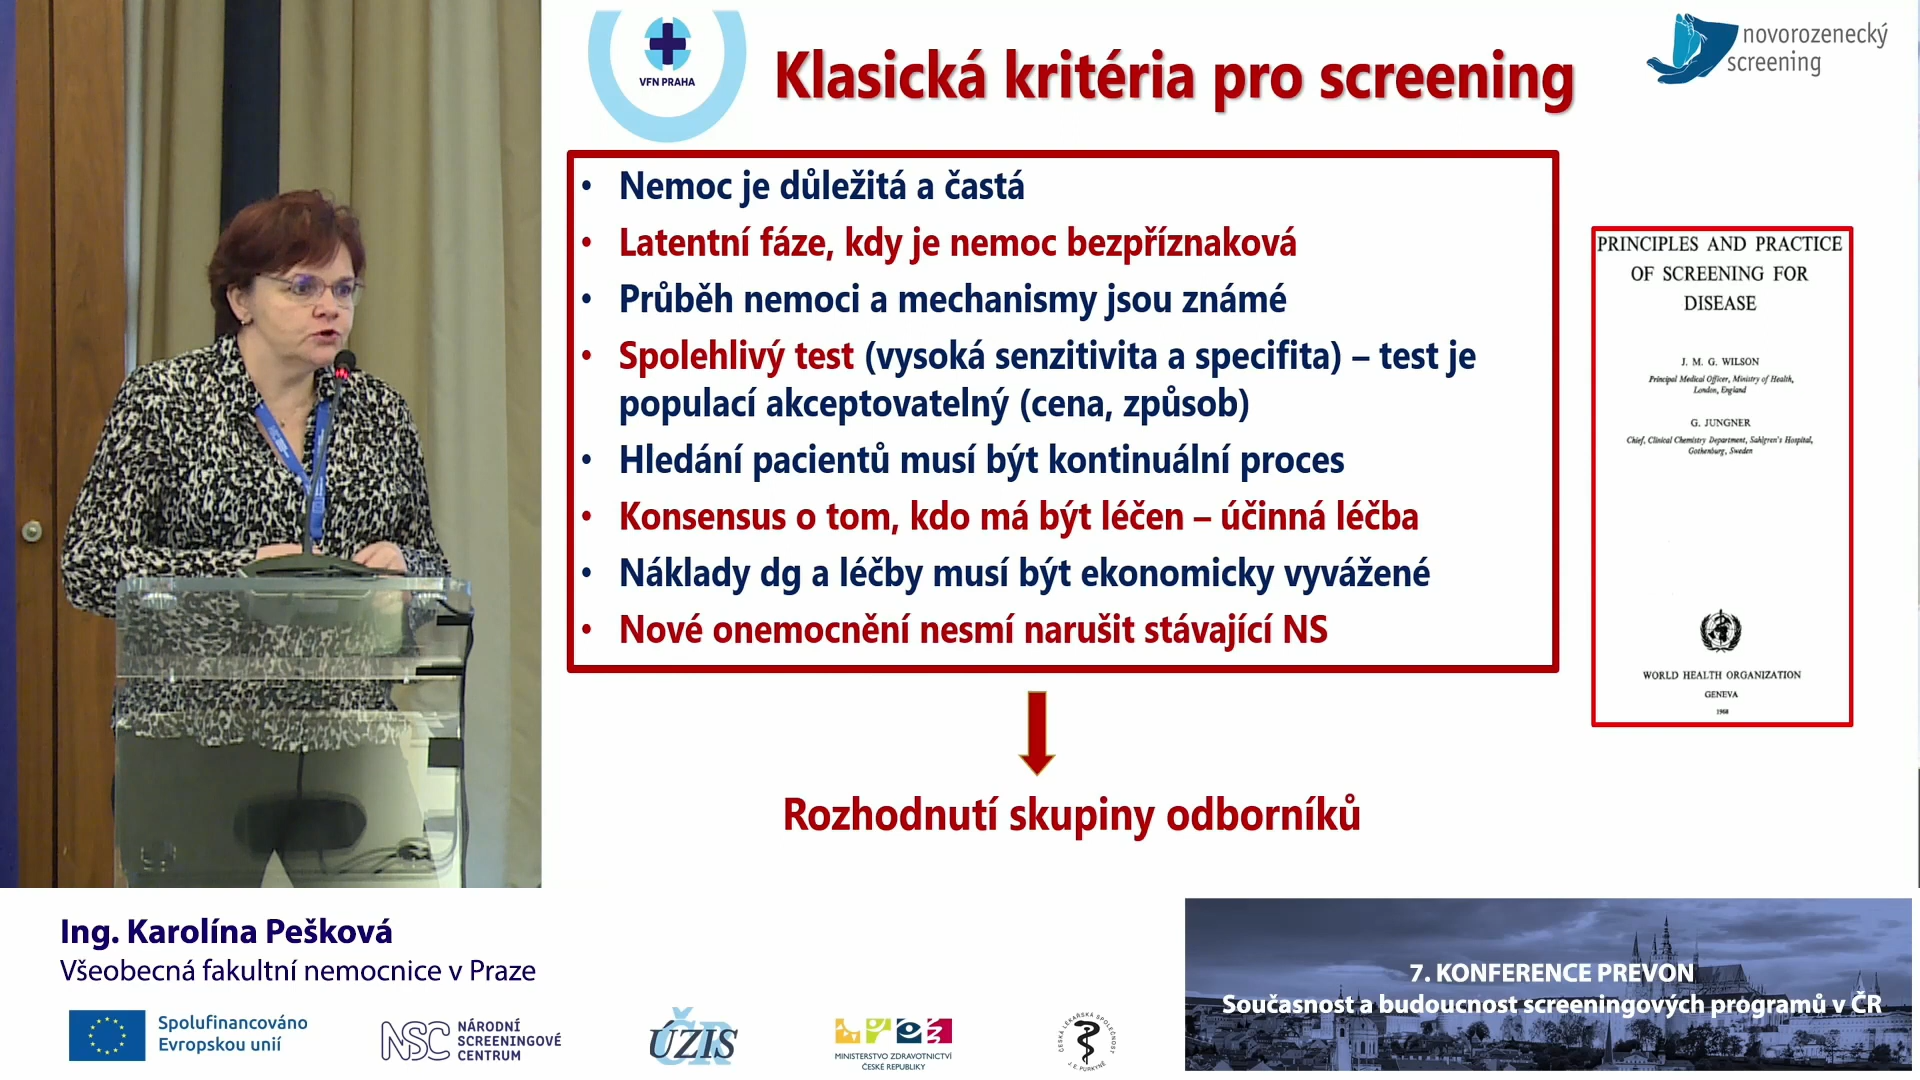 VFN PRAHA
Klasická kritéria pro screening
novorozenecký
screening
• Nemoc je důležitá a častá
• Latentní fáze, kdy je nemoc bezpříznaková
• Průběh nemoci a mechanismy jsou známé
• Spolehlivý test (vysoká senzitivita a specifita) – test je
populací akceptovatelný (cena, způsob)
• Hledání pacientů musí být kontinuální proces
• Konsensus o tom, kdo má být léčen – účinná léčba
• Náklady dg a léčby musí být ekonomicky vyvážené
• Nové onemocnění nesmí narušit stávající NS
Rozhodnutí skupiny odborníků
PRINCIPLES AND PRACTICE
OF SCREENING FOR
DISEASE
J. M. G. WILSON
Principal Medical Officer, Ministry of Health,
London, England
G. JUNGNER
Chief, Clinical Chemistry Department, Sahlgren's Hospital,
Gothenburg, Sweden
WORLD HEALTH ORGANIZATION
GENEVA
1968
Ing. Karolína Pešková
Všeobecná fakultní nemocnice v Praze
Spolufinancováno
Evropskou unií
NSC NÁRODNÍ
SCREENINGOVÉ
CENTRUM
ÚZIS
ČR
MINISTERSTVO ZDRAVOTNICTVÍ
ČESKÉ REPUBLIKY
ČESKÁ LÉKAŘSKÁ SPOLEČNOST
J. E. PURKYNĚ
7. KONFERENCE PREVON
Současnost a budoucnost screeningových programů v ČR